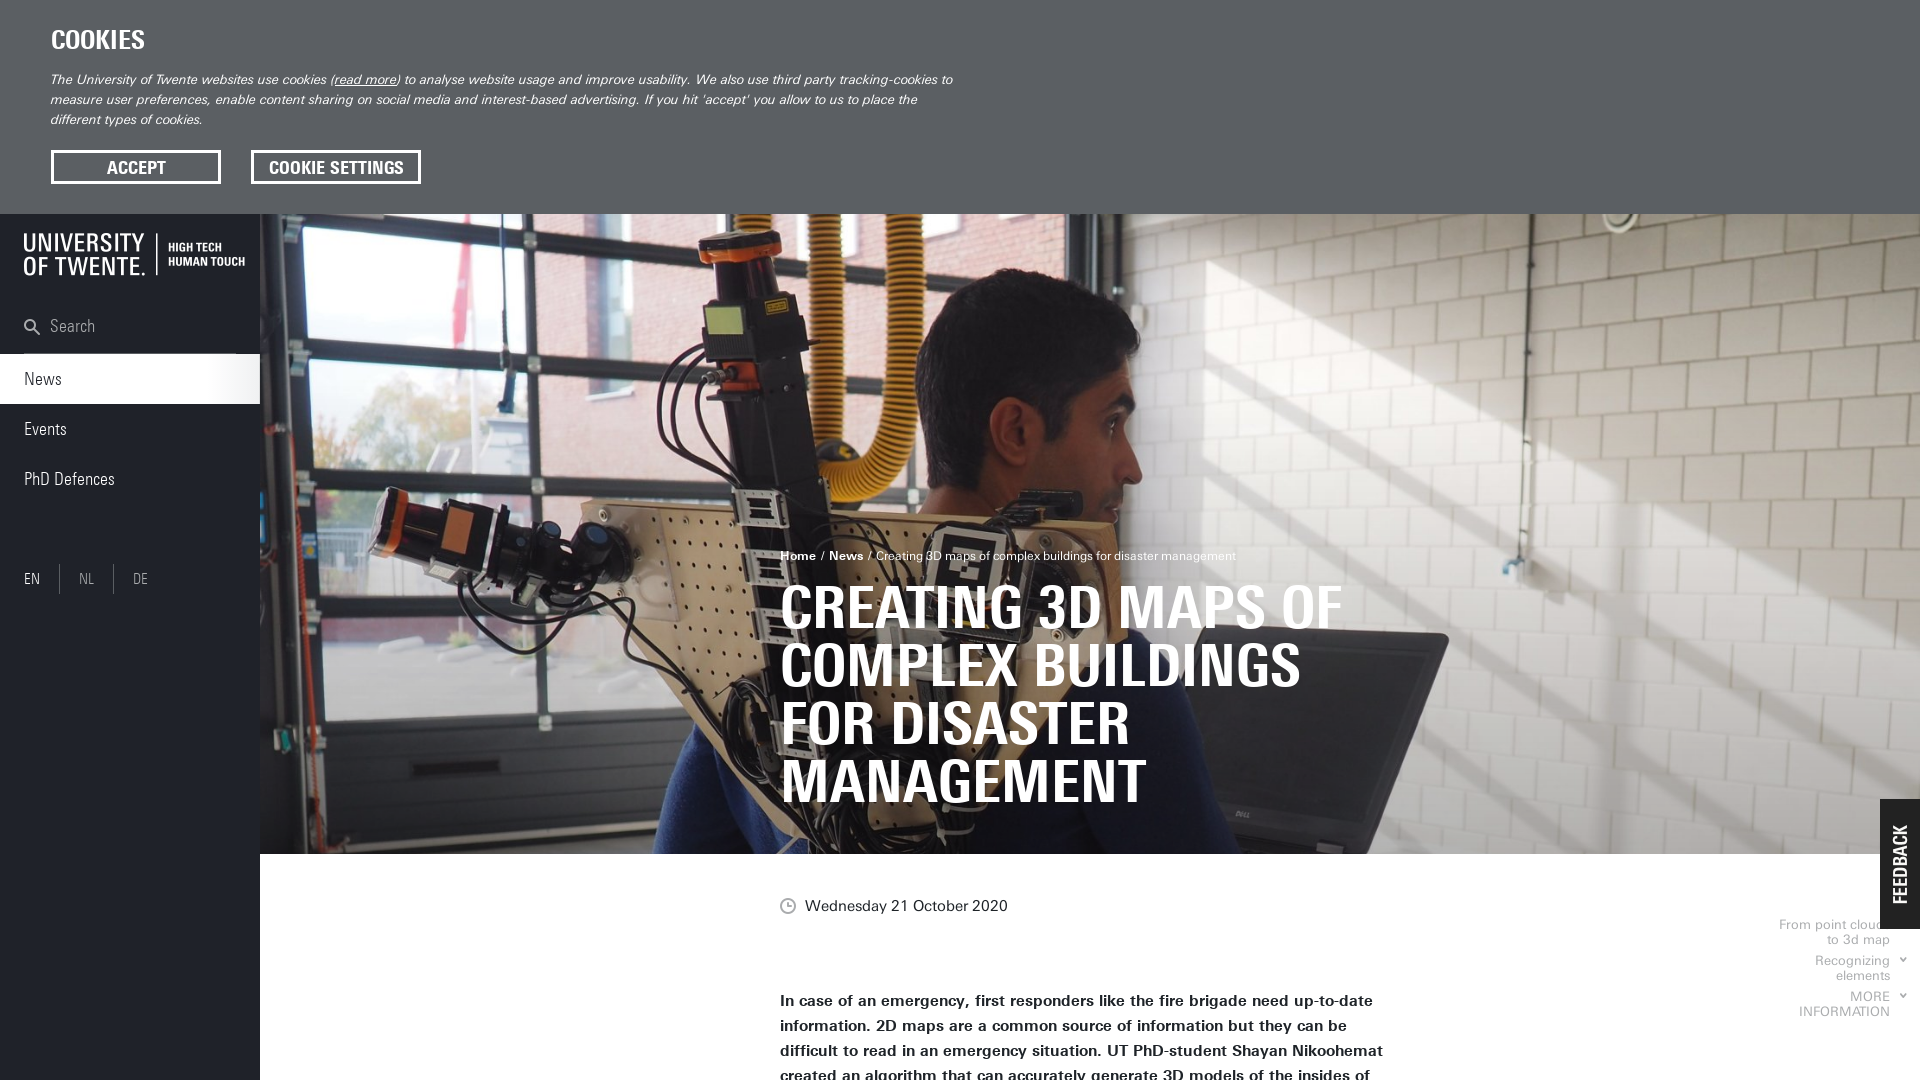 COOKIES
The University of Twente websites use cookies (read more) to analyse website usage and improve usability. We also use third party tracking-cookies to
measure user preferences, enable content sharing on social media and interest-based advertising. If you hit 'accept' you allow to us to place the
different types of cookies.
ACCEPT
COOKIE SETTINGS
UNIVERSITY
OF TWENTE.
HIGH TECH
HUMAN TOUCH
Search
News
Events
PhD Defences
EN
NL
DE
Home / News / Creating 3D maps of complex buildings for disaster management
CREATING 3D MAPS OF
COMPLEX BUILDINGS
FOR DISASTER
MANAGEMENT
DELL
FEEDBACK
Wednesday 21 October 2020
From point cloud
to 3d map
Recognizing
elements
MORE
INFORMATION
In case of an emergency, first responders like the fire brigade need up-to-date
information. 2D maps are a common source of information but they can be
difficult to read in an emergency situation. UT PhD-student Shayan Nikoohemat
created an algorithm that can accurately generate 3D models of the insides of